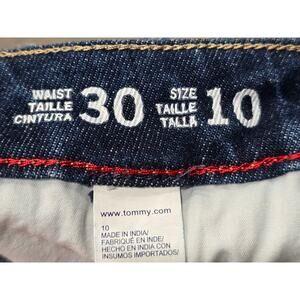 WAIST
TAILLE
CINTURA
30
SIZE
TAILLE
TALLA
10
www.tommy.com
10
MADE IN INDIA/
FABRIQUÉ EN INDE/
HECHO EN INDIA CON
INSUMOS IMPORTADOS/